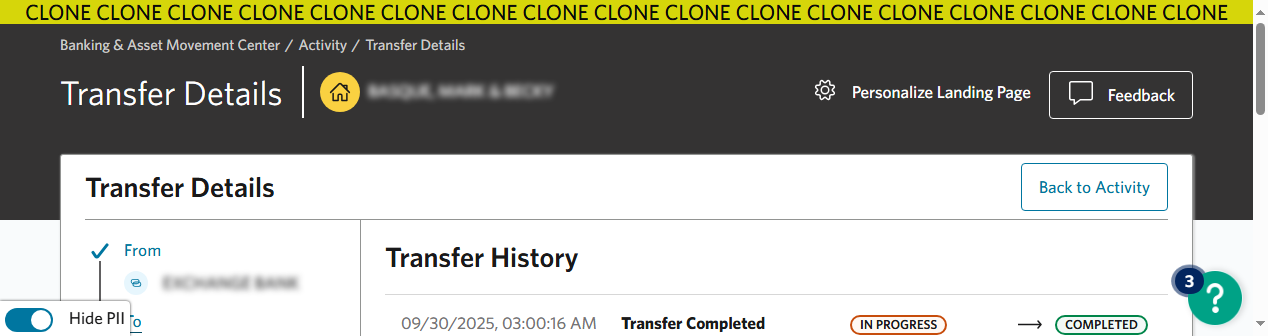 CLONE CLONE CLONE CLONE CLONE CLONE CLONE CLONE CLONE CLONE CLONE CLONE CLONE CLONE CLONE CLONE CLONE
Banking & Asset Movement Center / Activity / Transfer Details
Transfer Details
Personalize Landing Page
Feedback
Transfer Details
Back to Activity
From
Transfer History
3
?
Hide PII
To
09/30/2025, 03:00:16 AM Transfer Completed IN PROGRESS → COMPLETED